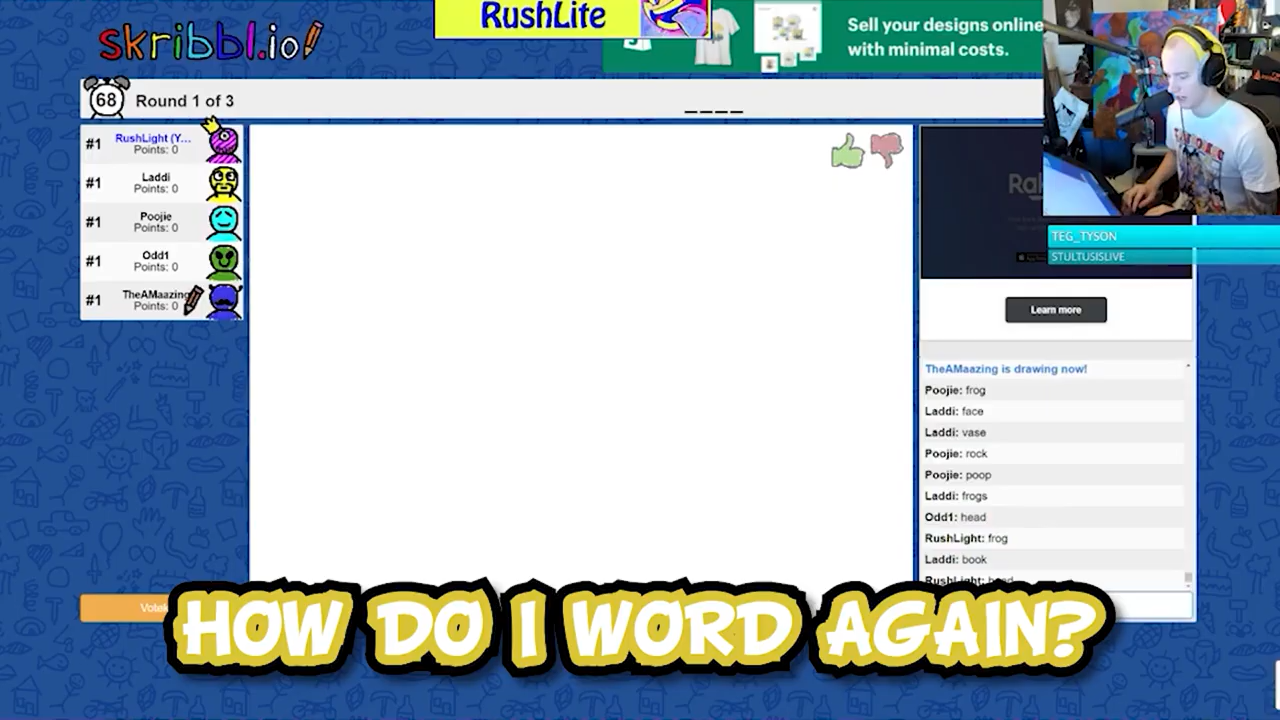 skribbl.io
RushLite
Sell your designs online
with minimal costs.
68
Round 1 of 3
____
#1 RushLight (Y...
Points: 0
#1 Laddi
Points: 0
#1 Poojie
Points: 0
#1 Odd1
Points: 0
#1 TheAMaazing
Points: 0
TEG_TYSON
STULTUSISLIVE
Learn more
TheAMaazing is drawing now!
Poojie: frog
Laddi: face
Laddi: vase
Poojie: rock
Poojie: poop
Laddi: frogs
Odd1: head
RushLight: frog
Laddi: book
RushLight:
HOW DO I WORD AGAIN?